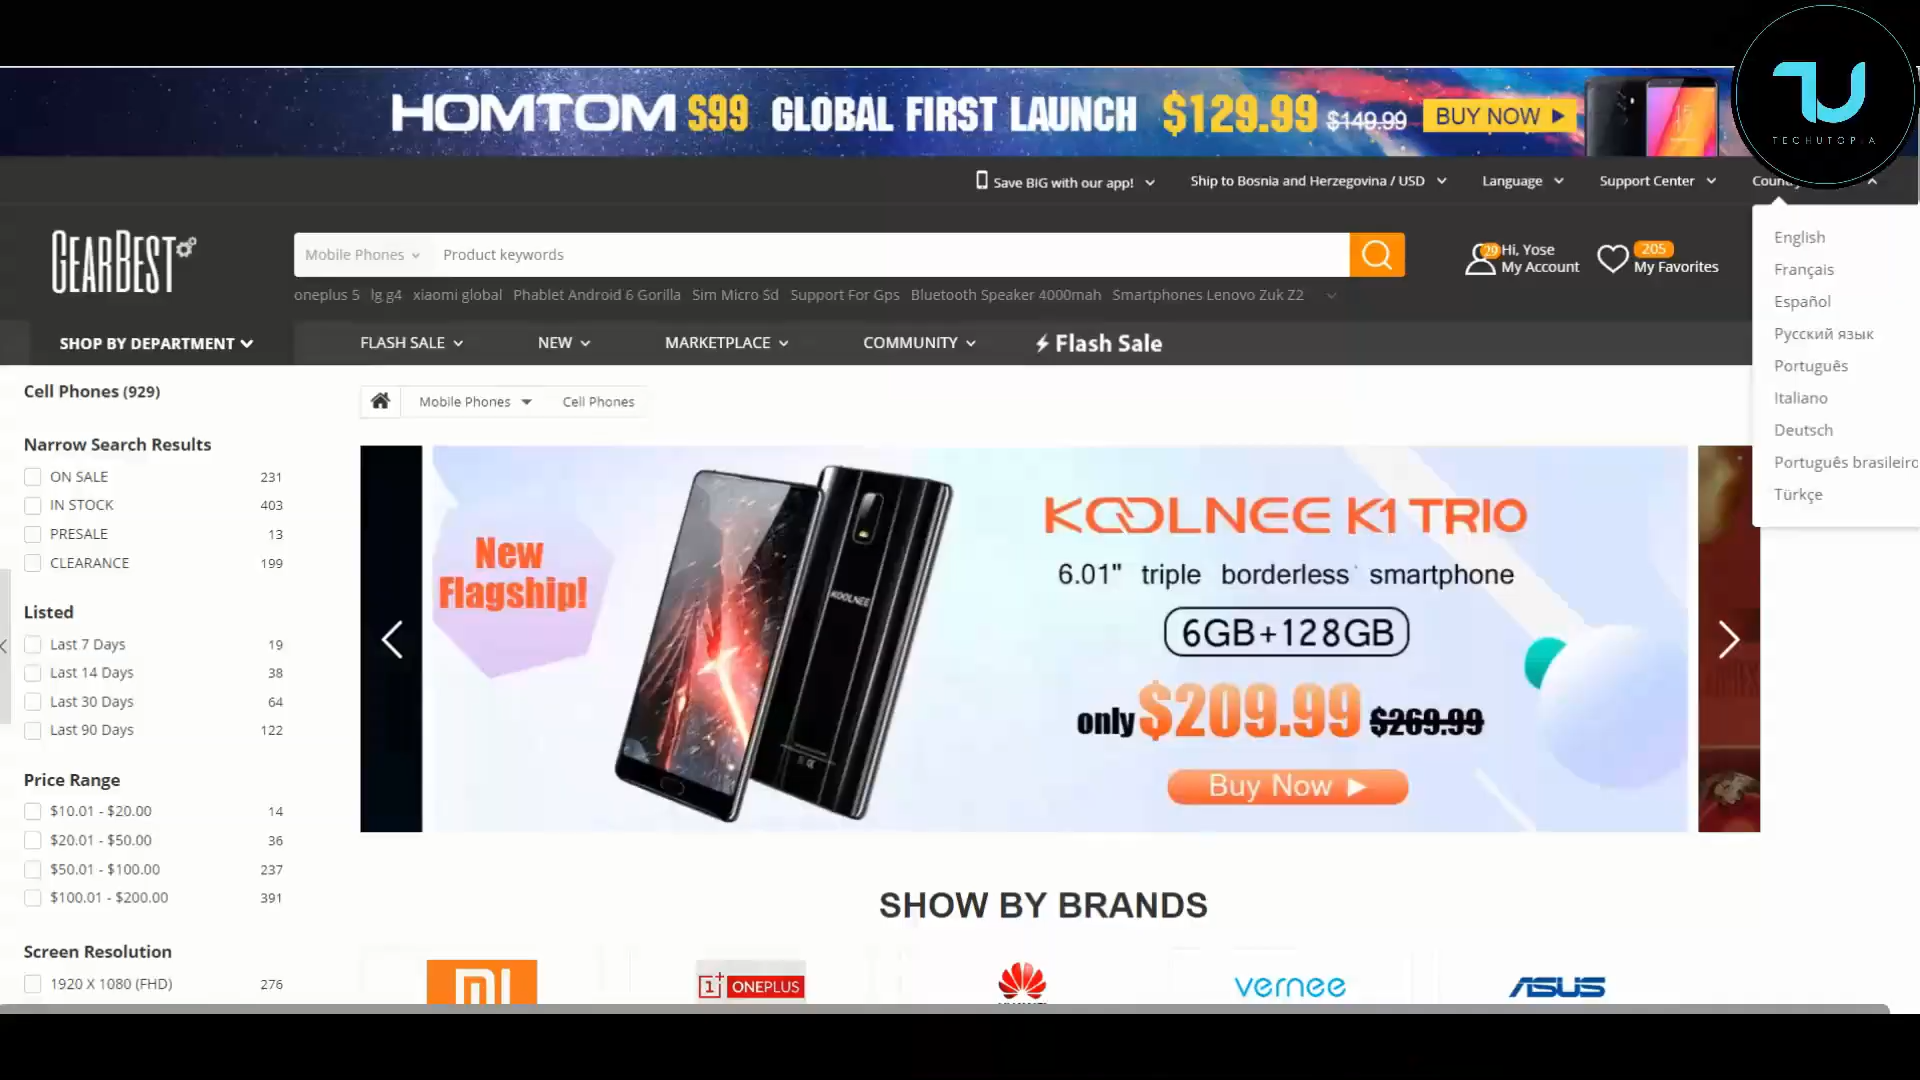 HOMTOM S99 GLOBAL FIRST LAUNCH $129.99 $149.99 BUY NOW
TECHUTOPIA
Save BIG with our app! Ship to Bosnia and Herzegovina / USD Language Support Center
GEARBEST
Mobile Phones Product keywords
29 Hi, Yose
My Account
205
My Favorites
oneplus 5 lg g4 xiaomi global Phablet Android 6 Gorilla Sim Micro Sd Support For Gps Bluetooth Speaker 4000mah Smartphones Lenovo Zuk Z2
SHOP BY DEPARTMENT FLASH SALE NEW MARKETPLACE COMMUNITY Flash Sale
English
Français
Español
Русский язык
Português
Italiano
Deutsch
Português brasileiro
Türkçe
Cell Phones (929)
Mobile Phones Cell Phones
Narrow Search Results
ON SALE 231
IN STOCK 403
PRESALE 13
CLEARANCE 199
Listed
Last 7 Days 19
Last 14 Days 38
Last 30 Days 64
Last 90 Days 122
Price Range
$10.01 - $20.00 14
$20.01 - $50.00 36
$50.01 - $100.00 237
$100.01 - $200.00 391
Screen Resolution
1920 X 1080 (FHD) 276
New
Flagship!
KOOLNEE
KOOLNEE K1 TRIO
6.01" triple borderless smartphone
6GB+128GB
only $209.99 $269.99
Buy Now
SHOW BY BRANDS
MI
1+ ONEPLUS
vernee
ASUS